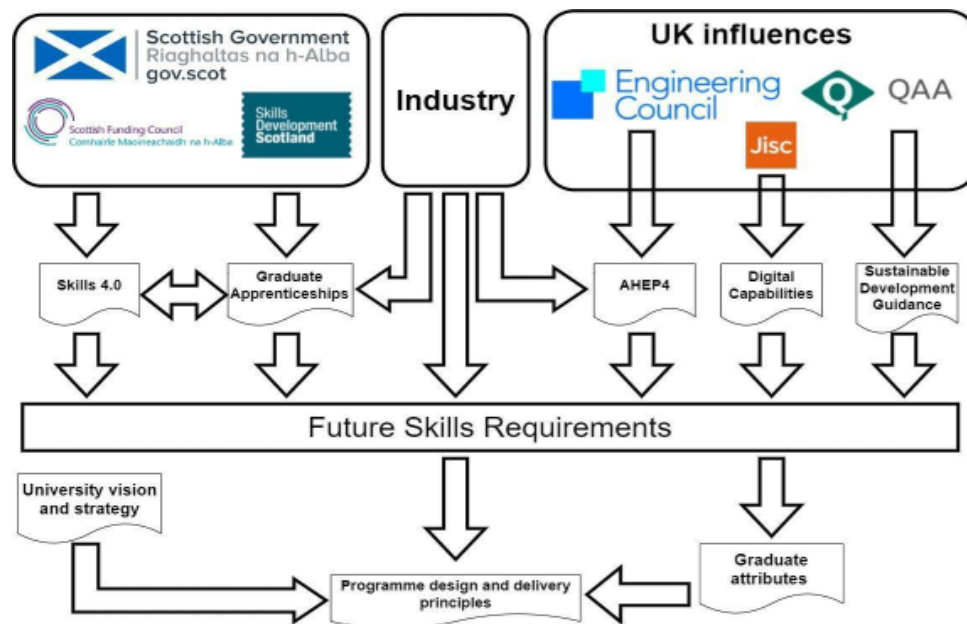 Scottish Government
Riaghaltas na h-Alba
gov.scot
Scottish Funding Council
Comhairle Maoineachaidh na h-Alba
Skills
Development
Scotland
Industry
UK influences
Engineering
Council
Jisc
Q
QAA
Skills 4.0
Graduate
Apprenticeships
AHEP4
Digital
Capabilities
Sustainable
Development
Guidance
Future Skills Requirements
University vision
and strategy
Programme design and delivery
principles
Graduate
attributes